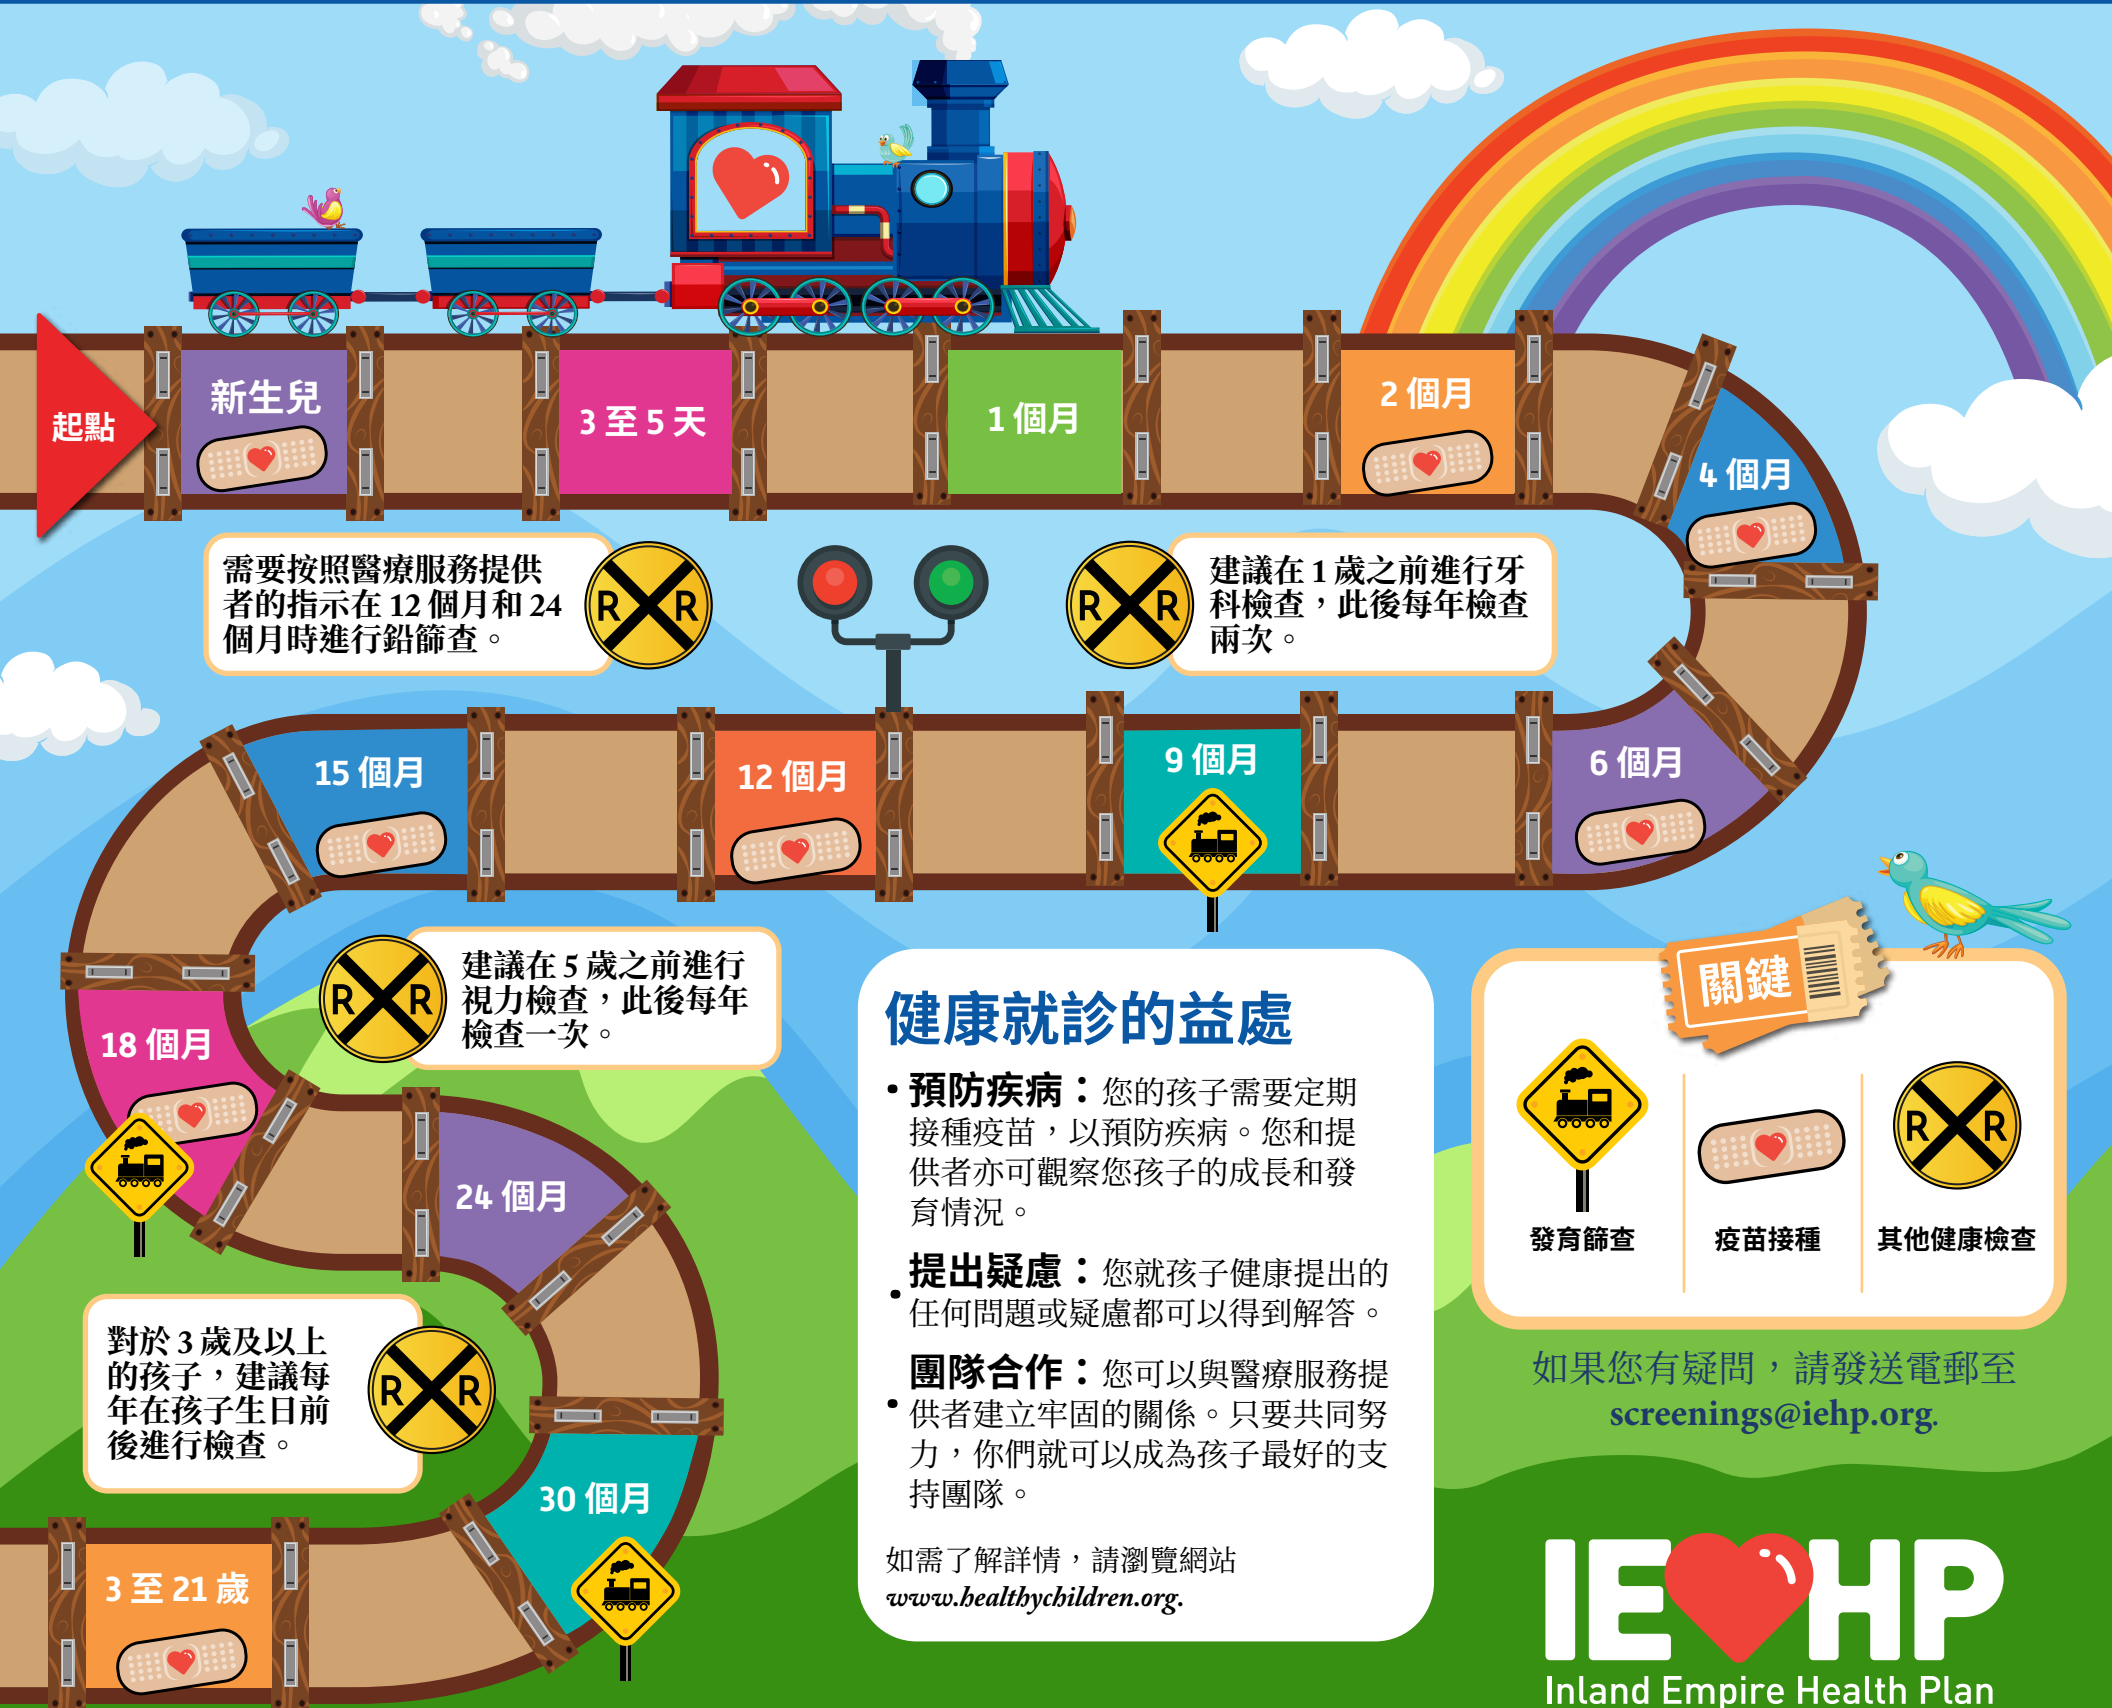 起點
新生兒
3 至 5 天
1 個月
2 個月
4 個月
需要按照醫療服務提供
者的指示在 12 個月和 24
個月時進行鉛篩查。
R R
R R
建議在 1 歲之前進行牙
科檢查，此後每年檢查
兩次。
6 個月
9 個月
12 個月
15 個月
R R
建議在 5 歲之前進行
視力檢查，此後每年
檢查一次。
18 個月
24 個月
對於 3 歲及以上
的孩子，建議每
年在孩子生日前
後進行檢查。
R R
30 個月
3 至 21 歲
健康就診的益處
• 預防疾病：您的孩子需要定期
接種疫苗，以預防疾病。您和提
供者亦可觀察您孩子的成長和發
育情況。
• 提出疑慮：您就孩子健康提出的
任何問題或疑慮都可以得到解答。
• 團隊合作：您可以與醫療服務提
供者建立牢固的關係。只要共同努
力，你們就可以成為孩子最好的支
持團隊。
如需了解詳情，請瀏覽網站
www.healthychildren.org.
關鍵
R R
發育篩查
疫苗接種
其他健康檢查
如果您有疑問，請發送電郵至
screenings@iehp.org.
IEHP
Inland Empire Health Plan